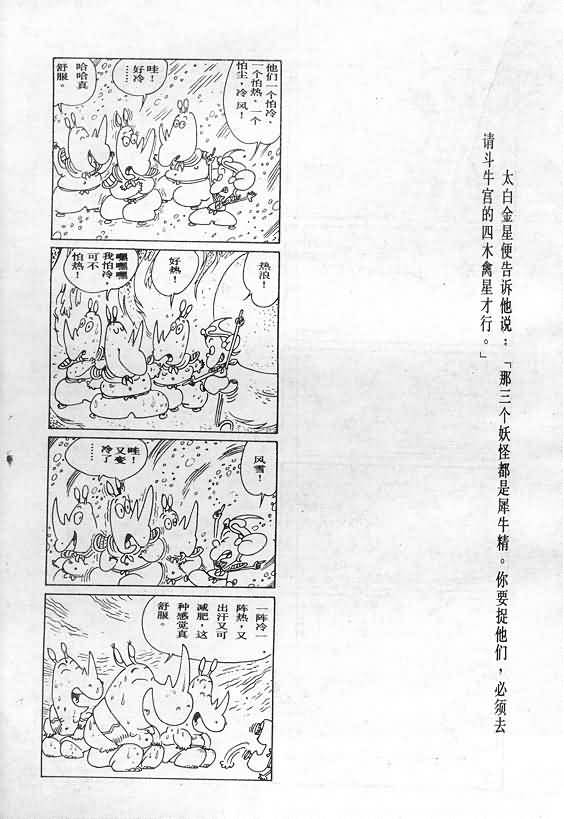 太白金星便告诉他说：「那三个妖怪都是犀牛精。你要捉他们，必须去
请斗牛宫的四木禽星才行。」
他们一个怕冷，
一个怕热，一个
怕尘，冷风！
哇！
好冷
……
哈哈真
舒服。
热浪！
好热！
嘿嘿嘿
我怕冷，
可不
怕热！
风雪！
哇！
又变
冷了
……
一阵冷一
阵热，又
出汗又可
减肥，这
种感觉真
舒服。